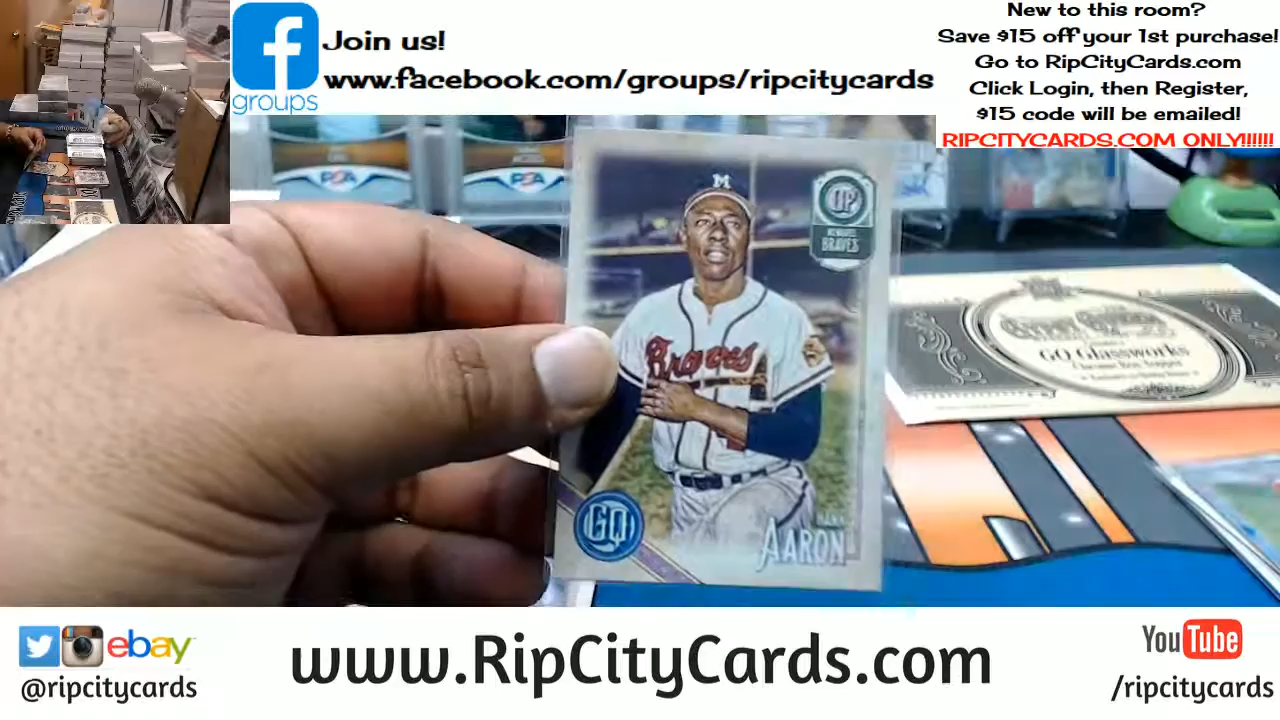 Join us!
www.facebook.com/groups/ripcitycards
groups
New to this room?
Save $15 off your 1st purchase!
Go to RipCityCards.com
Click Login, then Register,
$15 code will be emailed!
RIPCITYCARDS.COM ONLY!!!!!!
PSA
PSA
M
OF
BRAVES
Braves
GQ
AARON
GQ Glassworks
ebay
@ripcitycards
www.RipCityCards.com
YouTube
/ripcitycards